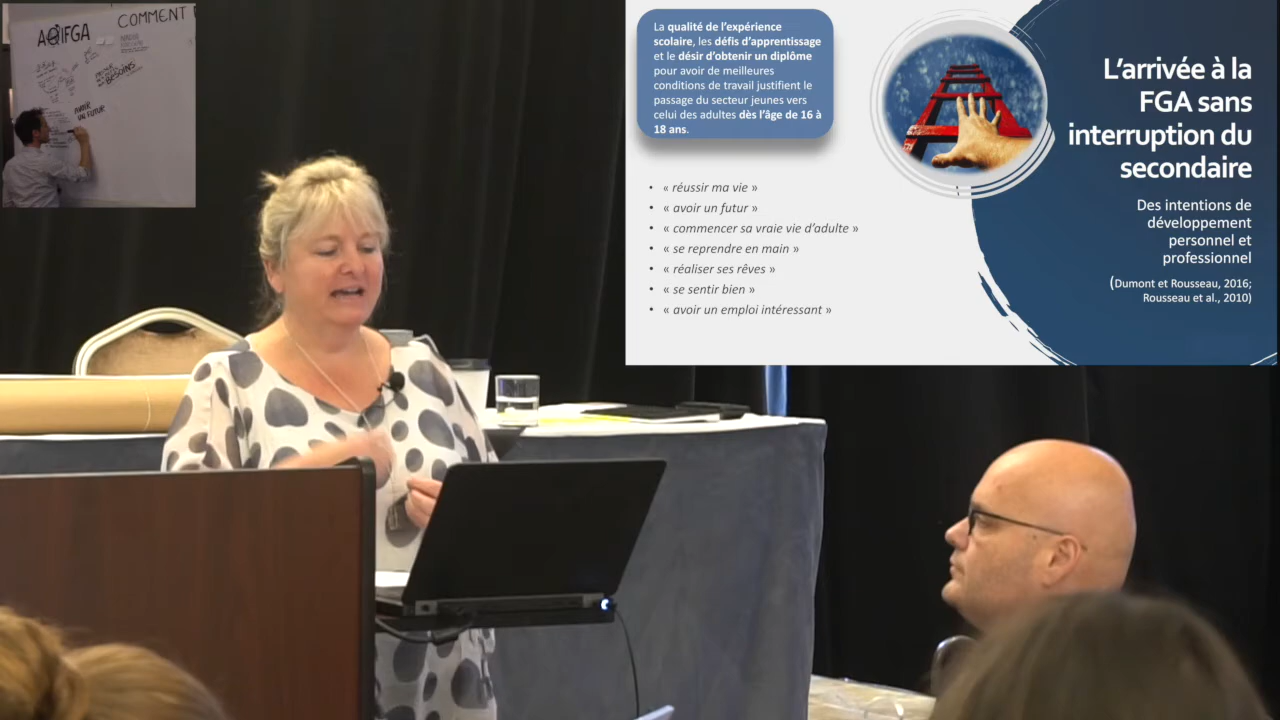 AQIFGA
COMMENT
BESOINS
AVOIR
UN FUTUR
La qualité de l'expérience
scolaire, les défis d'apprentissage
et le désir d'obtenir un diplôme
pour avoir de meilleures
conditions de travail justifient le
passage du secteur jeunes vers
celui des adultes dès l'âge de 16 à
18 ans.
• « réussir ma vie »
• « avoir un futur »
• « commencer sa vraie vie d'adulte »
• « se reprendre en main »
• « réaliser ses rêves »
• « se sentir bien »
• « avoir un emploi intéressant »
L'arrivée à la
FGA sans
interruption du
secondaire
Des intentions de
développement
personnel et
professionnel
(Dumont et Rousseau, 2016;
Rousseau et al., 2010)